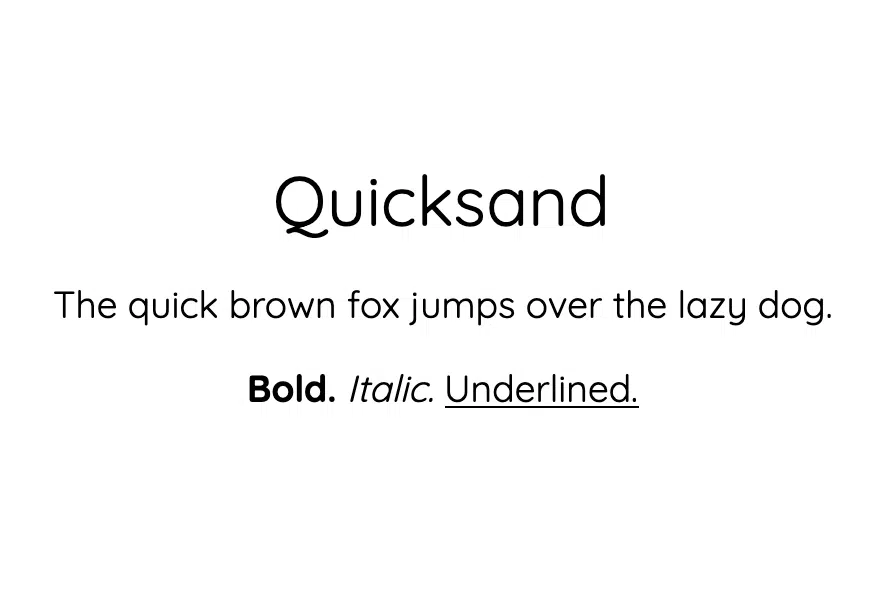 Quicksand
The quick brown fox jumps over the lazy dog.
Bold. Italic. Underlined.